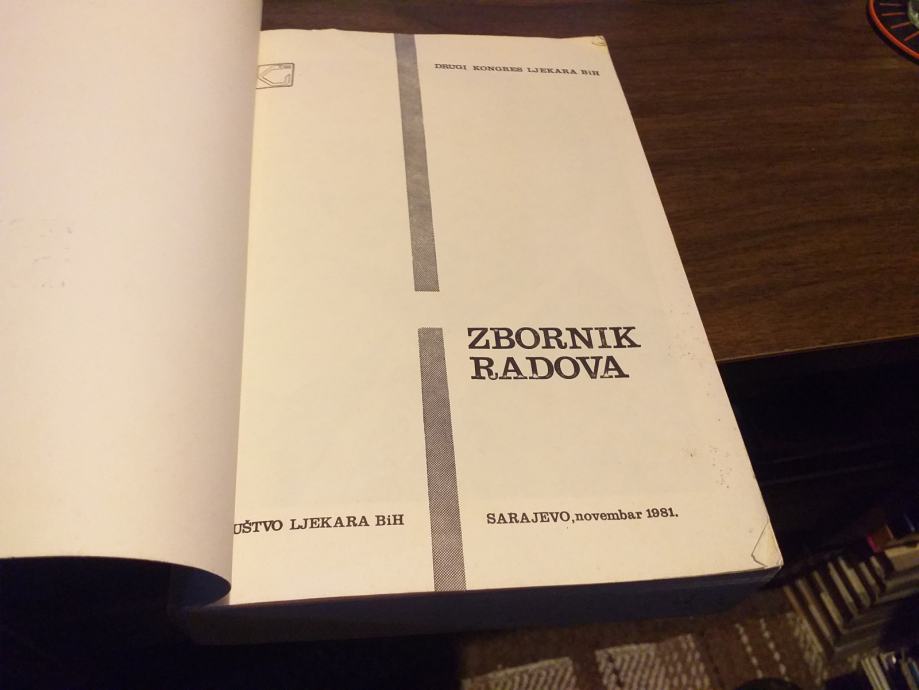 DRUGI KONGRES LJEKARA BiH
ZBORNIK
RADOVA
UŠTVO LJEKARA BiH
SARAJEVO, novembar 1981.